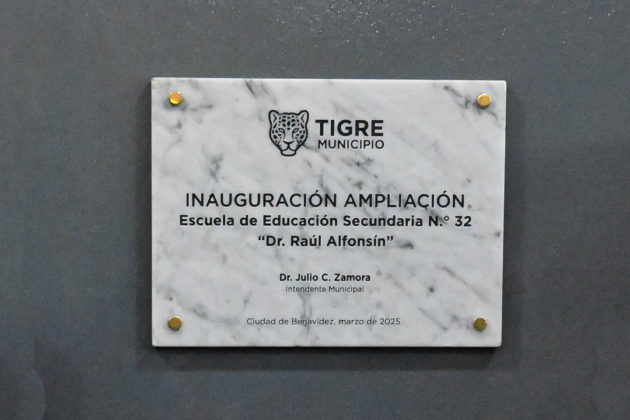 TIGRE
MUNICIPIO
INAUGURACIÓN AMPLIACIÓN
Escuela de Educación Secundaria N.° 32
“Dr. Raúl Alfonsín”
Dr. Julio C. Zamora
Intendente Municipal
Ciudad de Benavídez, marzo de 2025.